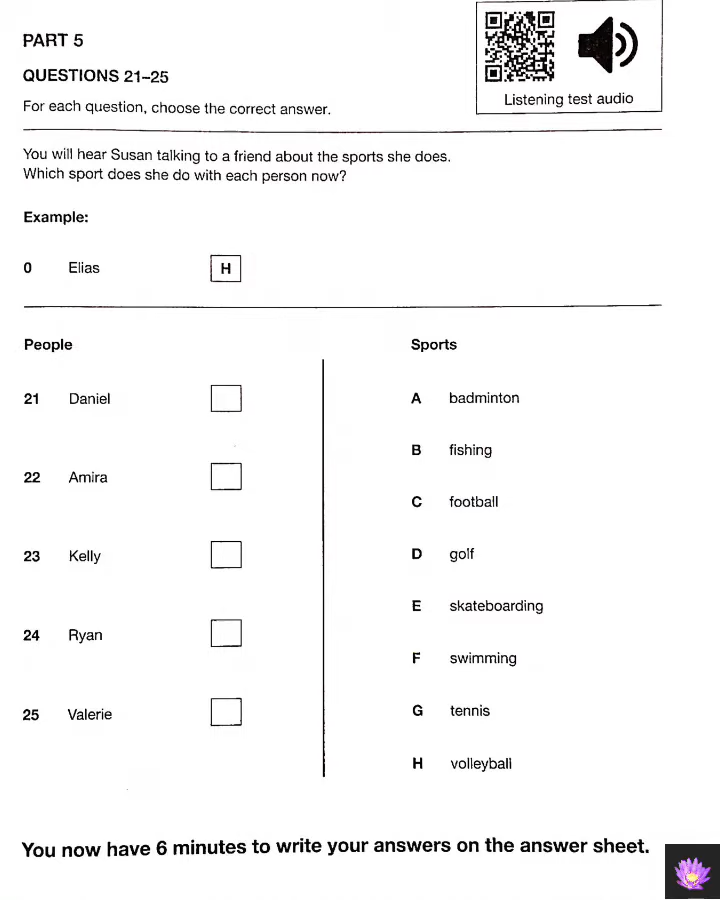 PART 5
QUESTIONS 21–25
For each question, choose the correct answer.
Listening test audio
You will hear Susan talking to a friend about the sports she does.
Which sport does she do with each person now?
Example:
0 Elias H
People Sports
21 Daniel A badminton
B fishing
22 Amira
C football
23 Kelly D golf
E skateboarding
24 Ryan
F swimming
25 Valerie G tennis
H volleyball
You now have 6 minutes to write your answers on the answer sheet.